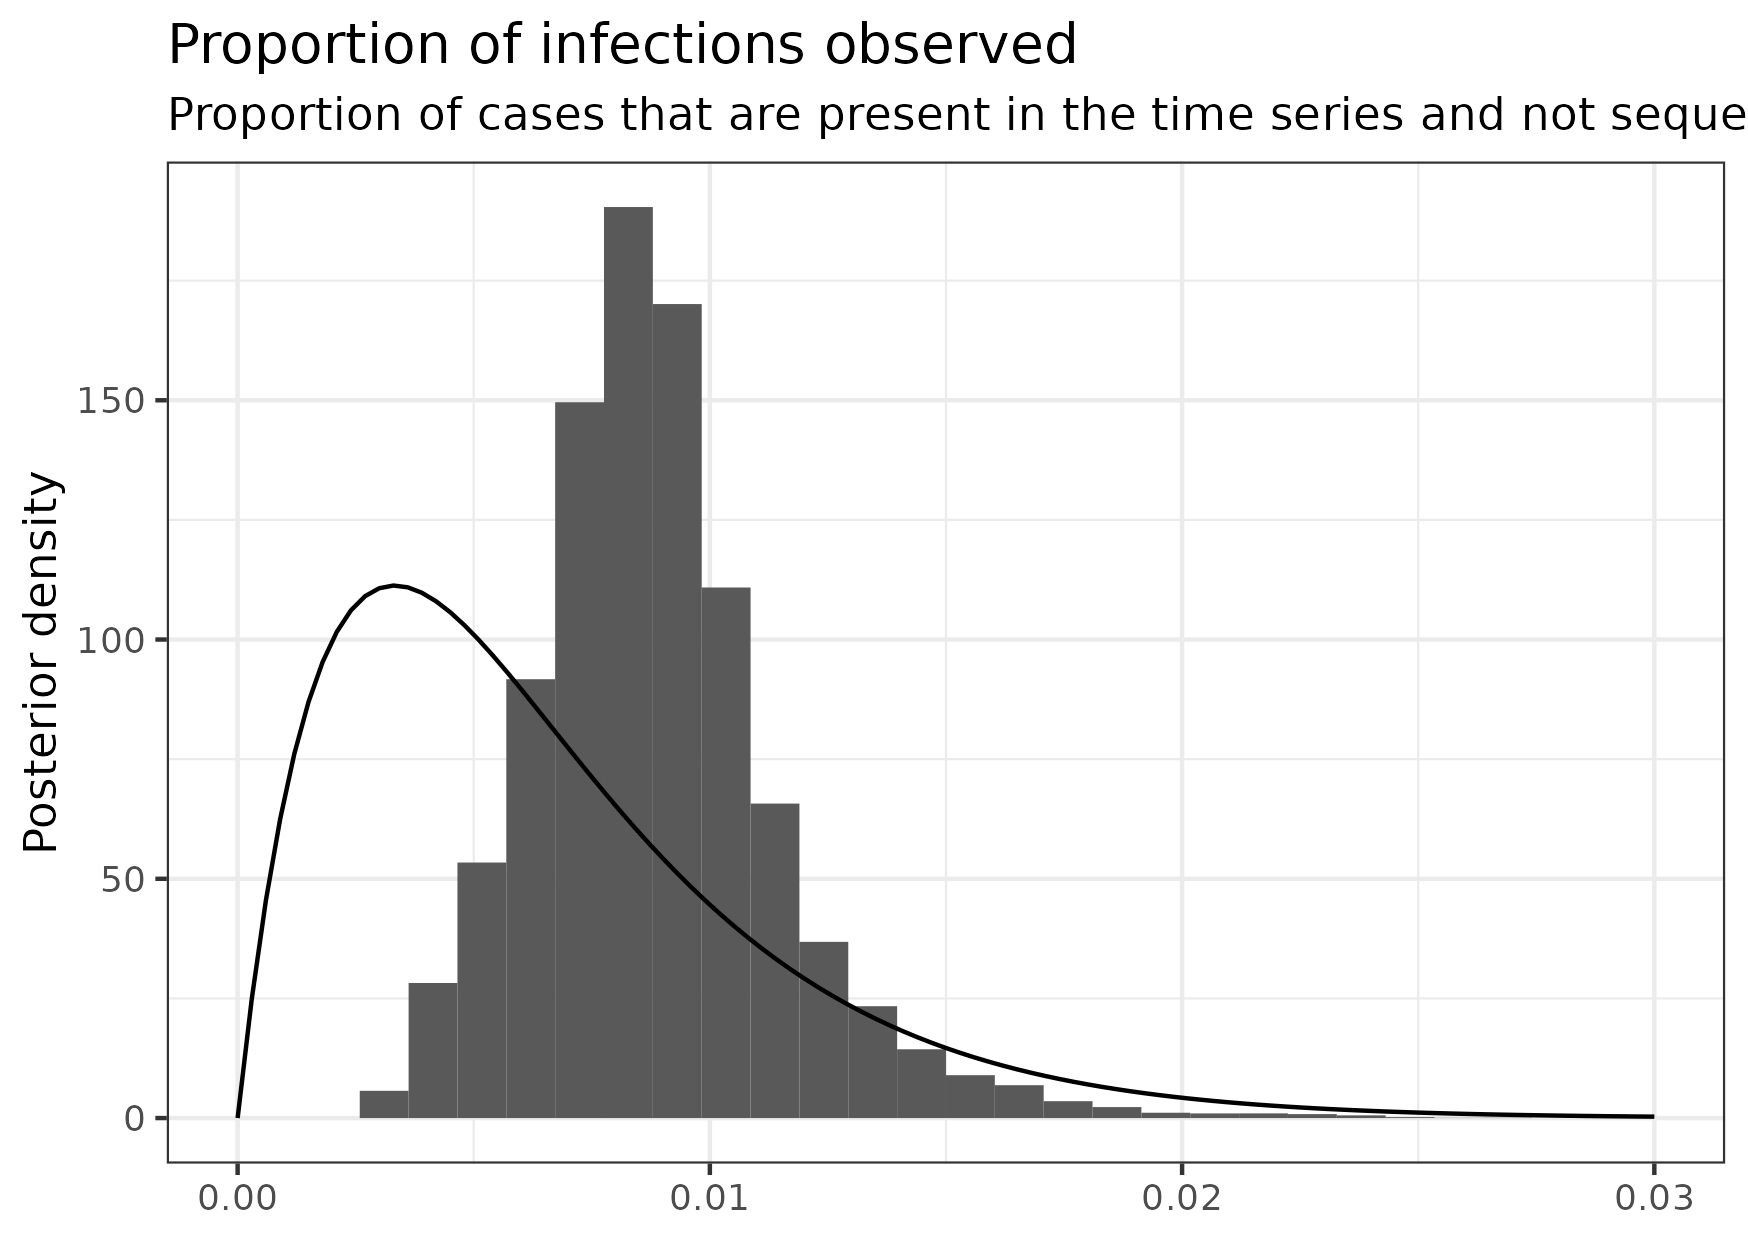 Proportion of infections observed
Proportion of cases that are present in the time series and not seque
Posterior density
150
100
50
0
0.00
0.01
0.02
0.03